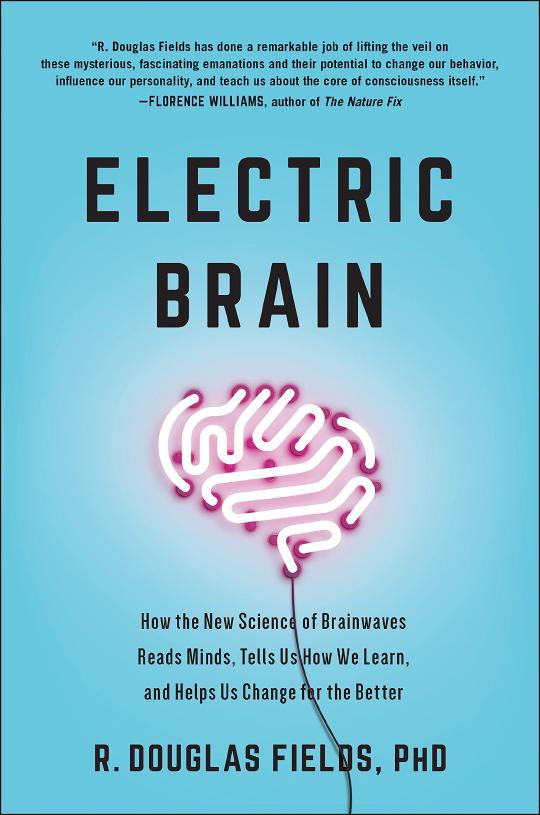 “R. Douglas Fields has done a remarkable job of lifting the veil on
these mysterious, fascinating emanations and their potential to change our behavior,
influence our personality, and teach us about the core of consciousness itself.”
—FLORENCE WILLIAMS, author of The Nature Fix
ELECTRIC
BRAIN
How the New Science of Brainwaves
Reads Minds, Tells Us How We Learn,
and Helps Us Change for the Better
R. DOUGLAS FIELDS, PHD